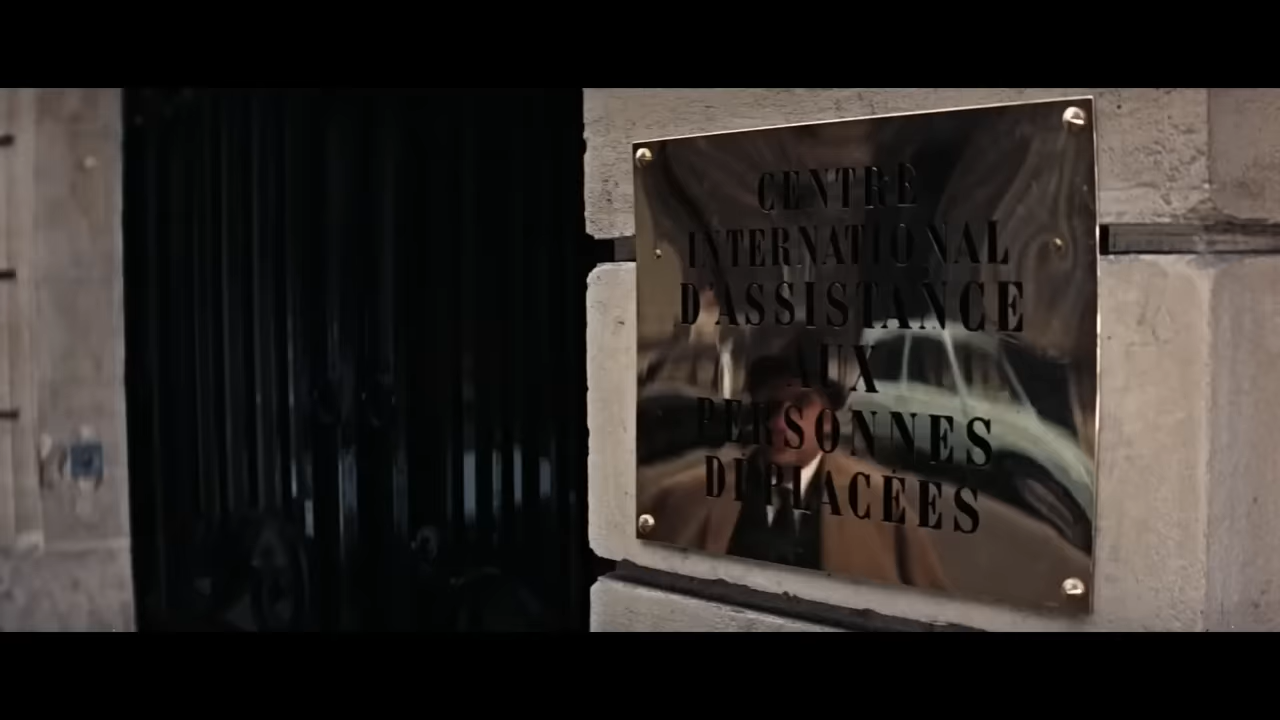 CENTRE
INTERNATIONAL
D'ASSISTANCE
AUX
PERSONNES
DÉPLACÉES